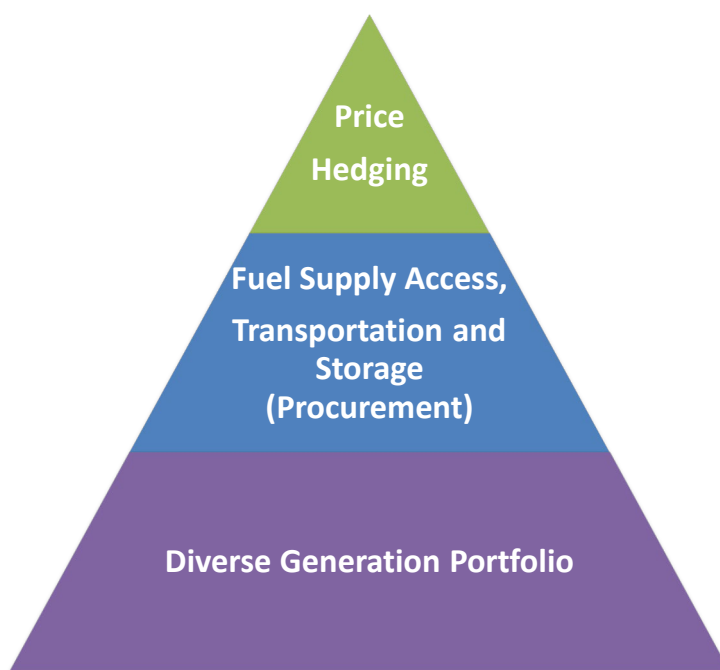 Price
Hedging
Fuel Supply Access,
Transportation and
Storage
(Procurement)
Diverse Generation Portfolio